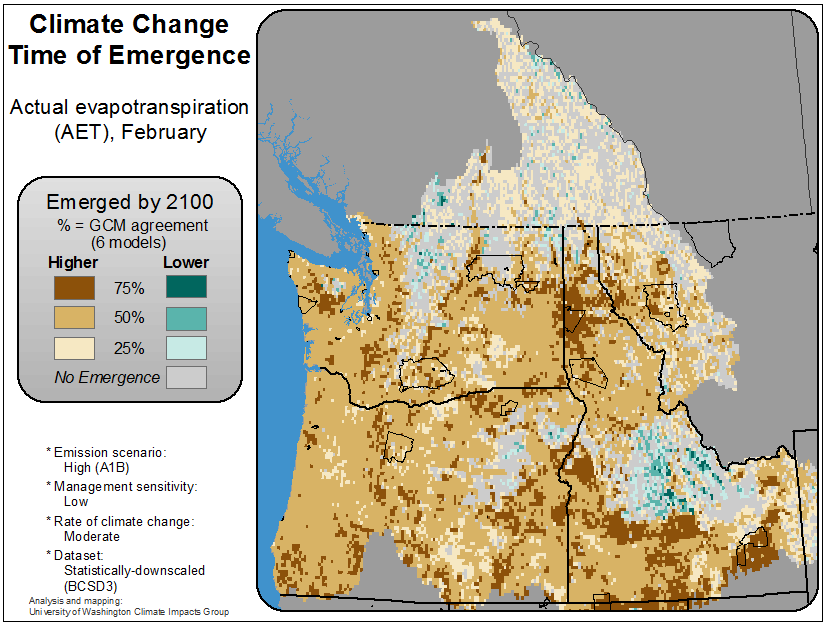 Climate Change
Time of Emergence
Actual evapotranspiration
(AET), February
Emerged by 2100
% = GCM agreement
(6 models)
Higher Lower
75%
50%
25%
No Emergence
* Emission scenario:
High (A1B)
* Management sensitivity:
Low
* Rate of climate change:
Moderate
* Dataset:
Statistically-downscaled
(BCSD3)
Analysis and mapping:
University of Washington Climate Impacts Group